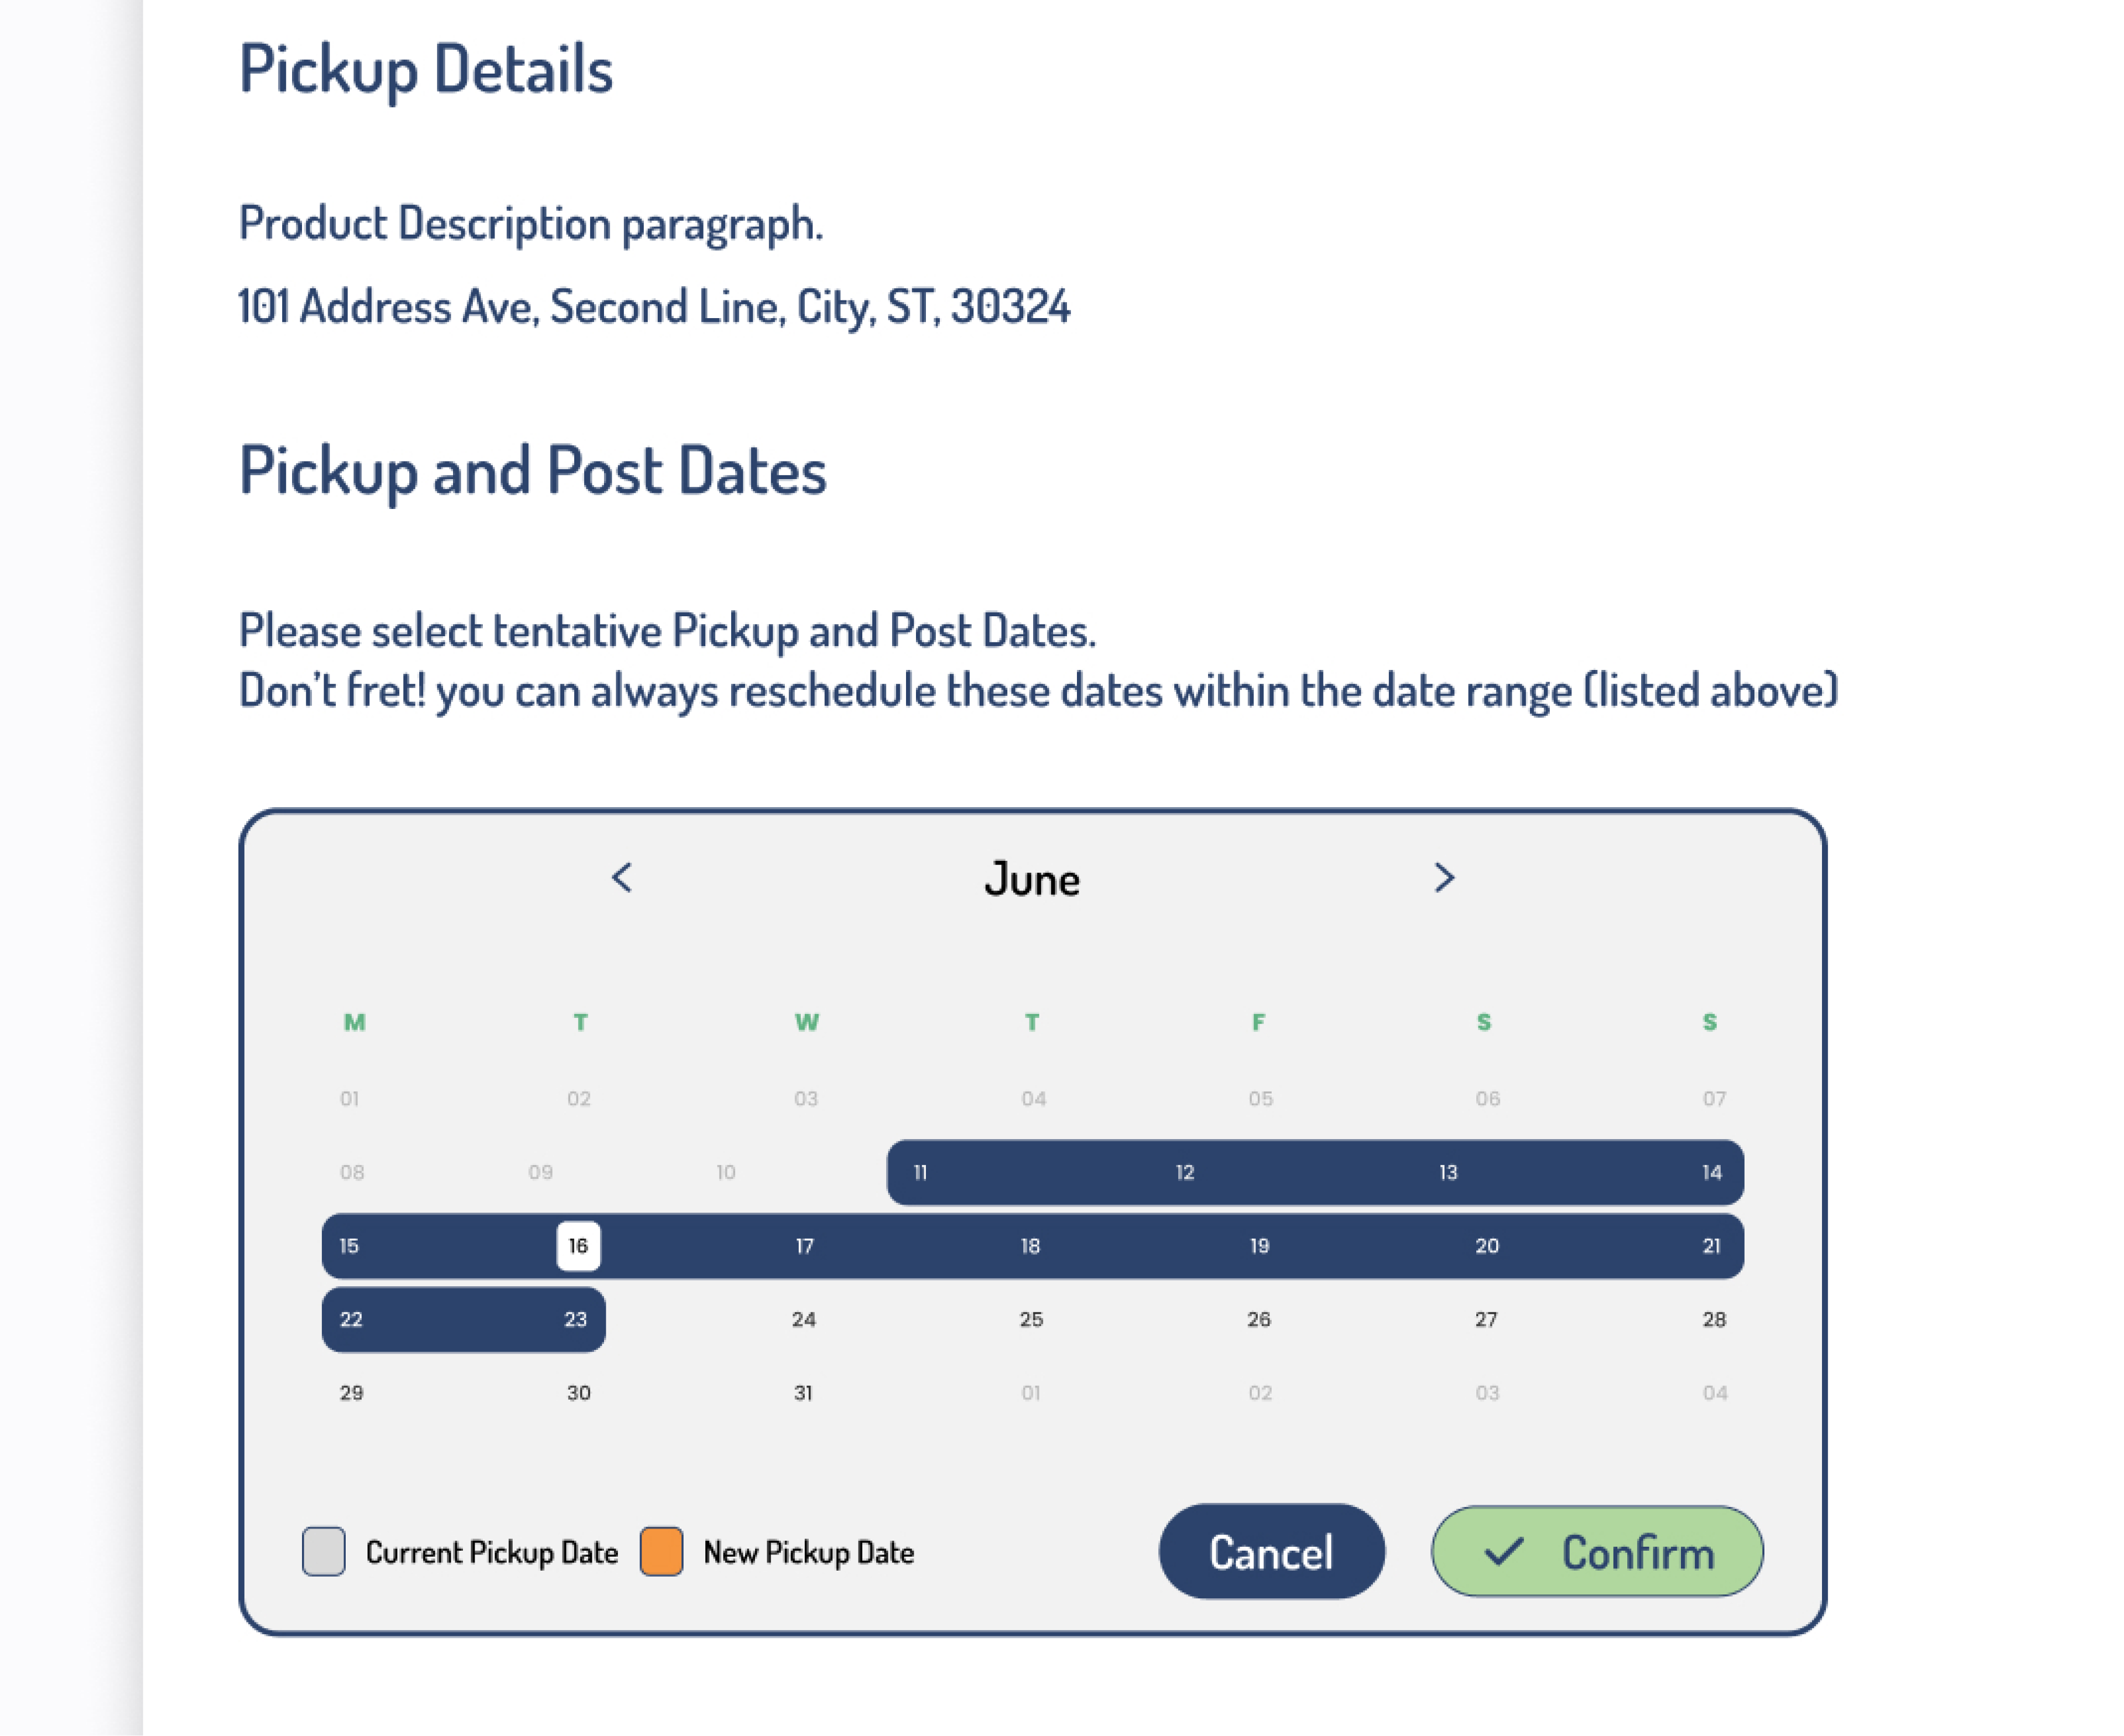 Pickup Details
Product Description paragraph.
101 Address Ave, Second Line, City, ST, 30324
Pickup and Post Dates
Please select tentative Pickup and Post Dates.
Don't fret! you can always reschedule these dates within the date range (listed above)
< June >
M T W T F S S
01 02 03 04 05 06 07
08 09 10 11 12 13 14
15 16 17 18 19 20 21
22 23 24 25 26 27 28
29 30 31 01 02 03 04
Current Pickup Date New Pickup Date Cancel ✓ Confirm